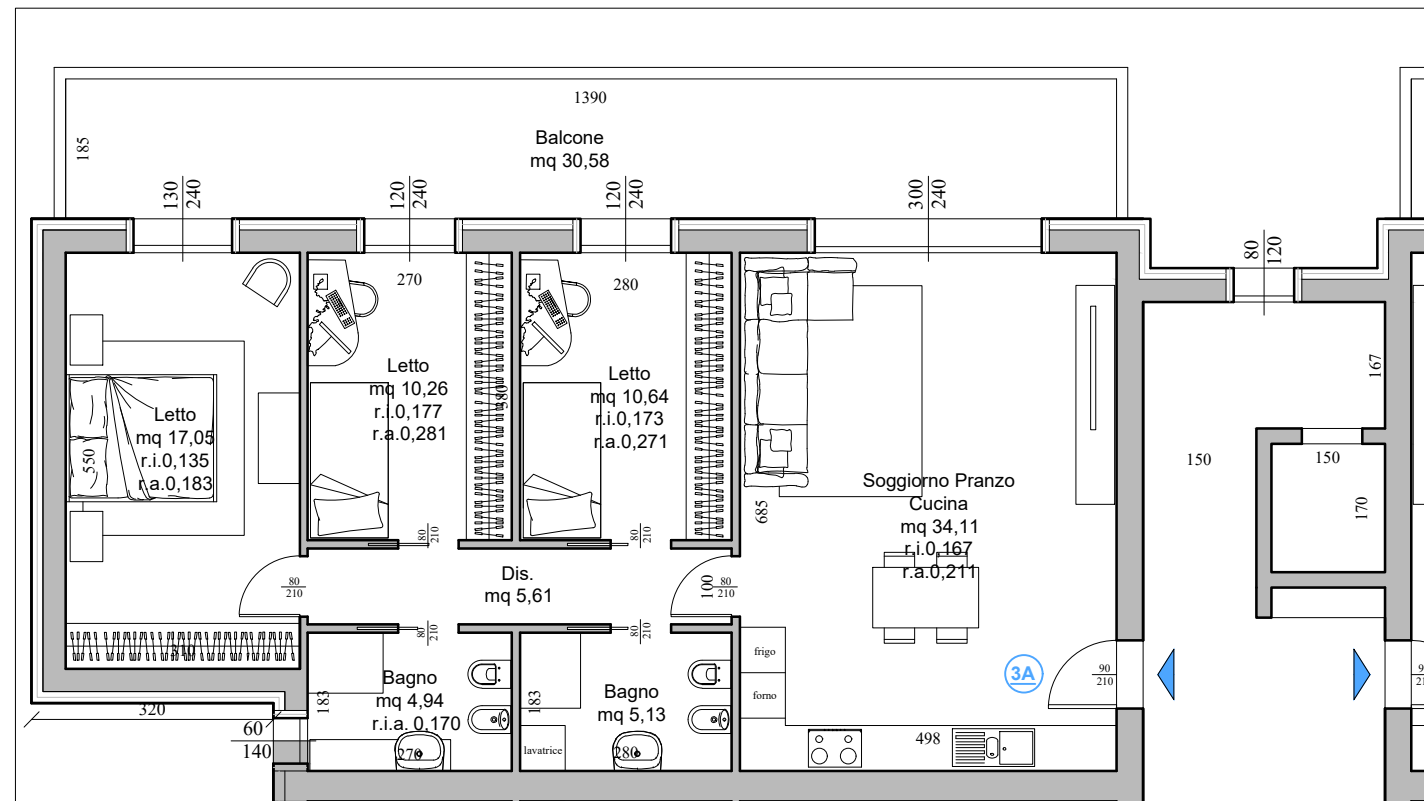 1390
185
Balcone
mq 30,58
130
240
120
240
120
240
300
240
80
120
270
280
Letto
mq 17,05
r.i.0,135
r.a.0,183
550
310
Letto
mq 10,26
r.i.0,177
r.a.0,281
380
Letto
mq 10,64
r.i.0,173
r.a.0,271
Soggiorno Pranzo
Cucina
mq 34,11
r.i.0,167
r.a.0,211
685
167
150
150
170
80
210
80
210
80
210
Dis.
mq 5,61
100
80
210
80
210
80
210
frigo
forno
3A
90
210
9
21
320
60
140
183
Bagno
mq 4,94
r.i.a. 0,170
270
183
Bagno
mq 5,13
lavatrice
280
498